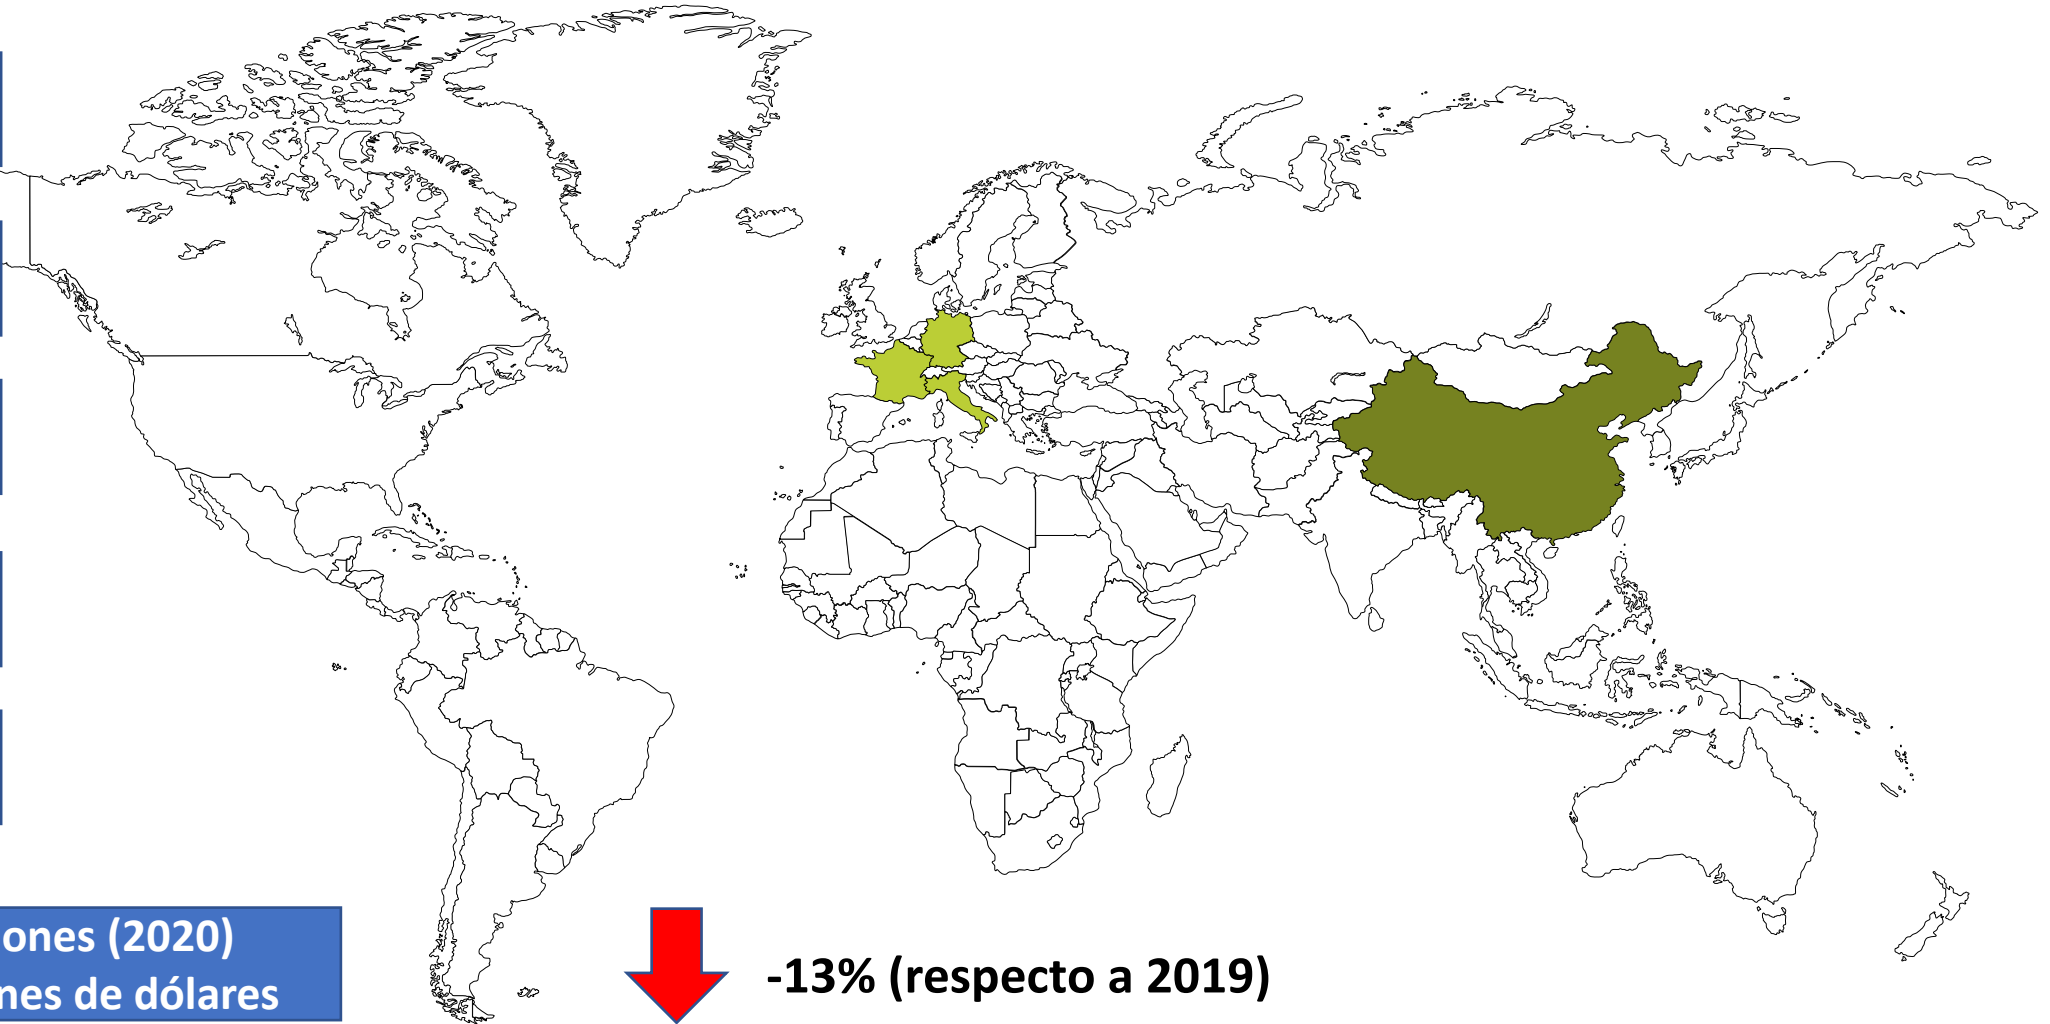 ones (2020)
nes de dólares
-13% (respecto a 2019)